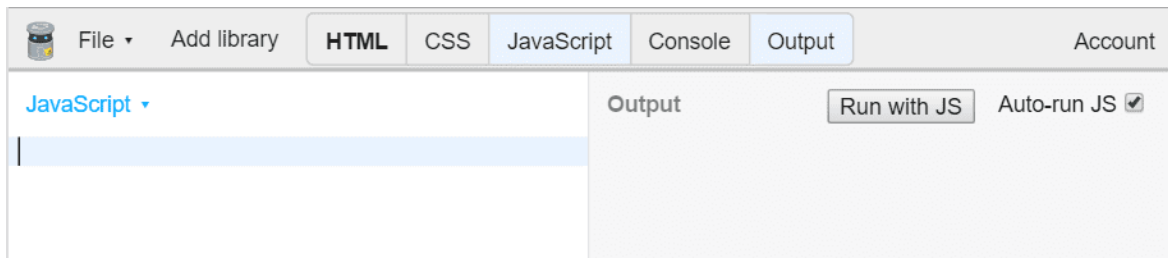 File Add library HTML CSS JavaScript Console Output Account
JavaScript Output Run with JS Auto-run JS